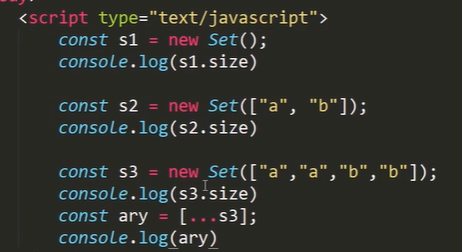 <script type="text/javascript">
const s1 = new Set();
console.log(s1.size)
const s2 = new Set(["a", "b"]);
console.log(s2.size)
const s3 = new Set(["a","a","b","b"]);
console.log(s3.size)
const ary = [...s3];
console.log(ary)